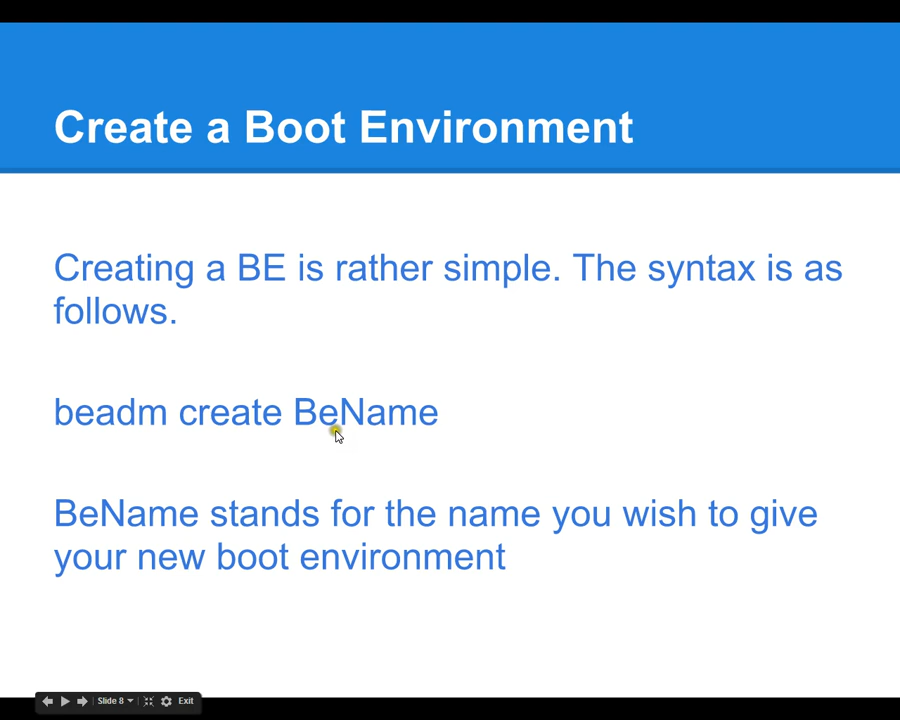 Create a Boot Environment
Creating a BE is rather simple. The syntax is as
follows.
beadm create BeName
BeName stands for the name you wish to give
your new boot environment
Slide 8
Exit